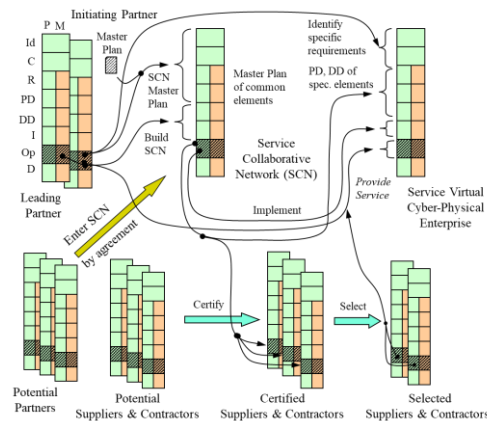 Initiating Partner
P M
Master
Plan
Id
C
R
PD
DD
I
Op
D
Leading
Partner
SCN
Master
Plan
Build
SCN
Master Plan
of common
elements
Service
Collaborative
Network (SCN)
Identify
specific
requirements
PD, DD of
spec. elements
Provide
Service
Implement
Service Virtual
Cyber-Physical
Enterprise
Enter SCN
by agreement
Certify
Select
Potential
Partners
Potential
Suppliers & Contractors
Certified
Suppliers & Contractors
Selected
Suppliers & Contractors